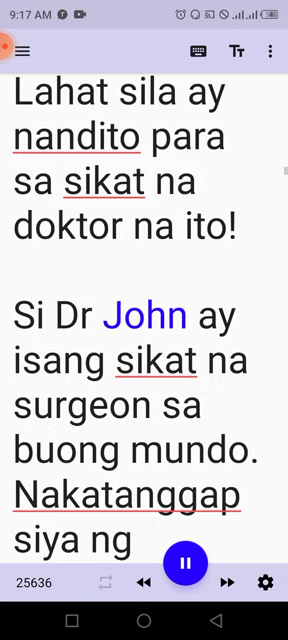 9:17 AM
Lahat sila ay
nandito para
sa sikat na
doktor na ito!
Si Dr John ay
isang sikat na
surgeon sa
buong mundo.
Nakatanggap
siya ng
25636